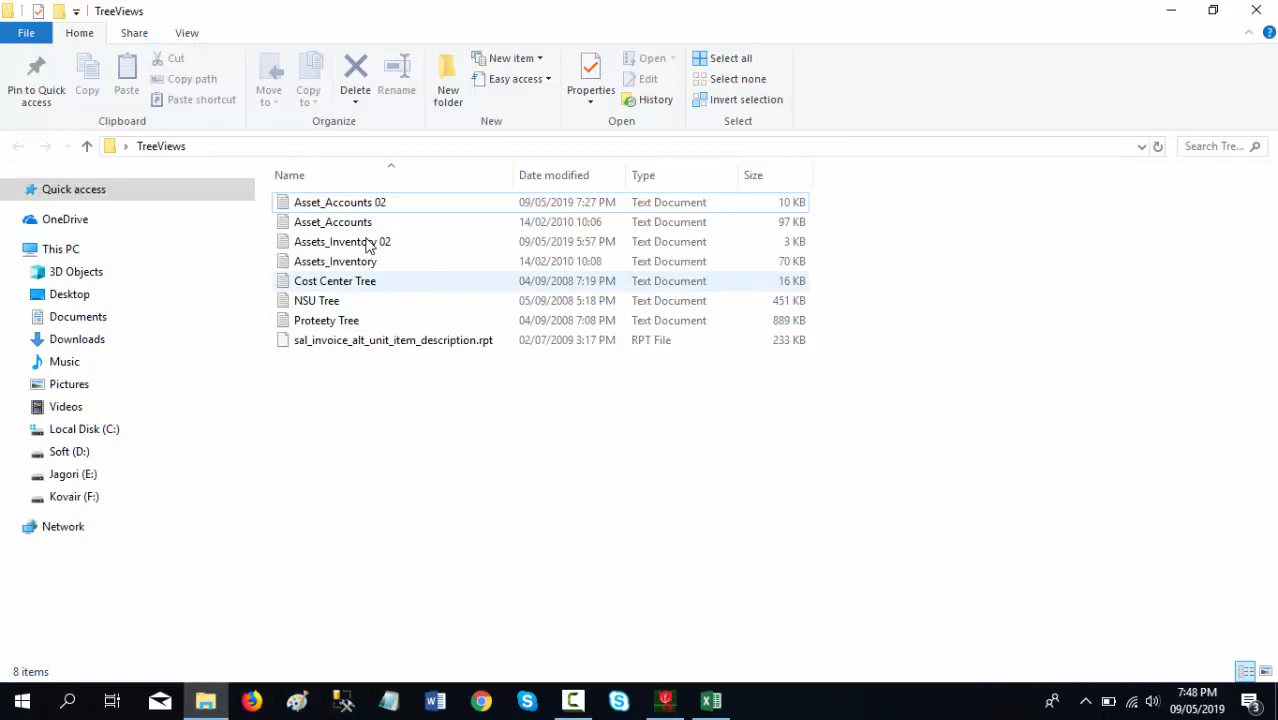 TreeViews
File Home Share View
Pin to Quick access
Copy
Paste
Cut
Copy path
Paste shortcut
Clipboard
Move to
Copy to
Delete
Rename
Organize
New folder
New item
Easy access
New
Properties
Open
Edit
History
Open
Select all
Select none
Invert selection
Select
TreeViews
Search Tre...
Quick access
OneDrive
This PC
3D Objects
Desktop
Documents
Downloads
Music
Pictures
Videos
Local Disk (C:)
Soft (D:)
Jagori (E:)
Kovair (F:)
Network
Name Date modified Type Size
Asset_Accounts 02 09/05/2019 7:27 PM Text Document 10 KB
Asset_Accounts 14/02/2010 10:06 Text Document 97 KB
Assets_Inventory 02 09/05/2019 5:57 PM Text Document 3 KB
Assets_Inventory 14/02/2010 10:08 Text Document 70 KB
Cost Center Tree 04/09/2008 7:19 PM Text Document 16 KB
NSU Tree 05/09/2008 5:18 PM Text Document 451 KB
Proteety Tree 04/09/2008 7:08 PM Text Document 889 KB
sal_invoice_alt_unit_item_description.rpt 02/07/2009 3:17 PM RPT File 233 KB
8 items
7:48 PM
09/05/2019
3